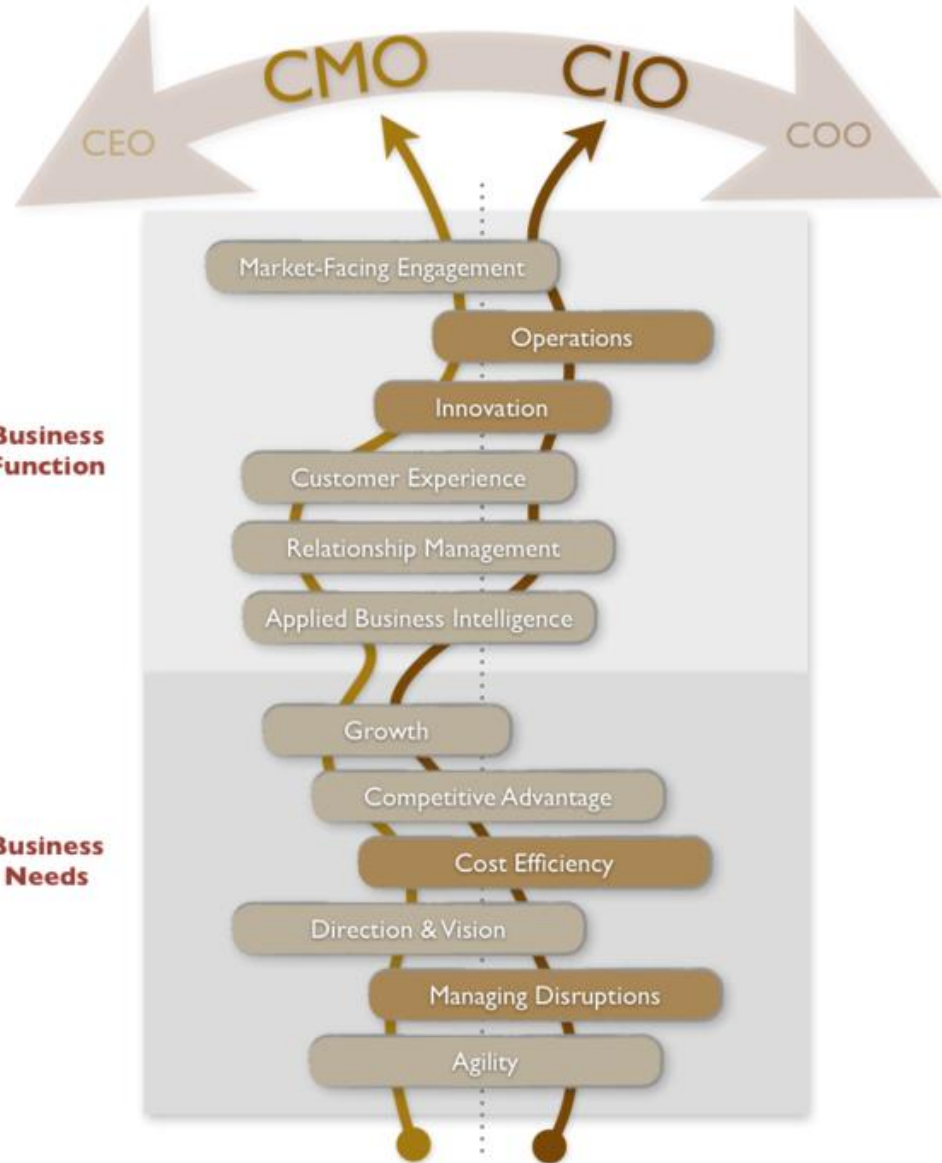 CMO
CIO
CEO
COO
Market-Facing Engagement
Operations
Innovation
Business
Function
Customer Experience
Relationship Management
Applied Business Intelligence
Growth
Competitive Advantage
Business
Needs
Cost Efficiency
Direction & Vision
Managing Disruptions
Agility